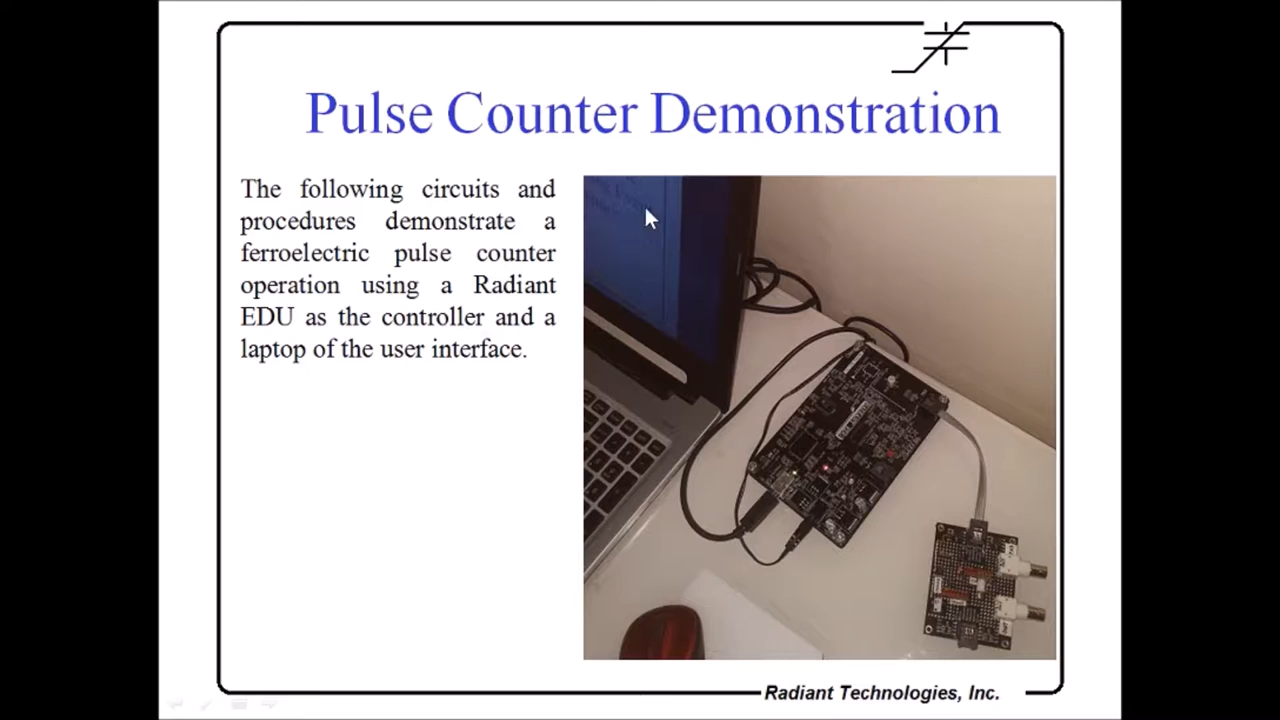 Pulse Counter Demonstration
The following circuits and
procedures demonstrate a
ferroelectric pulse counter
operation using a Radiant
EDU as the controller and a
laptop of the user interface.
Radiant Technologies, Inc.